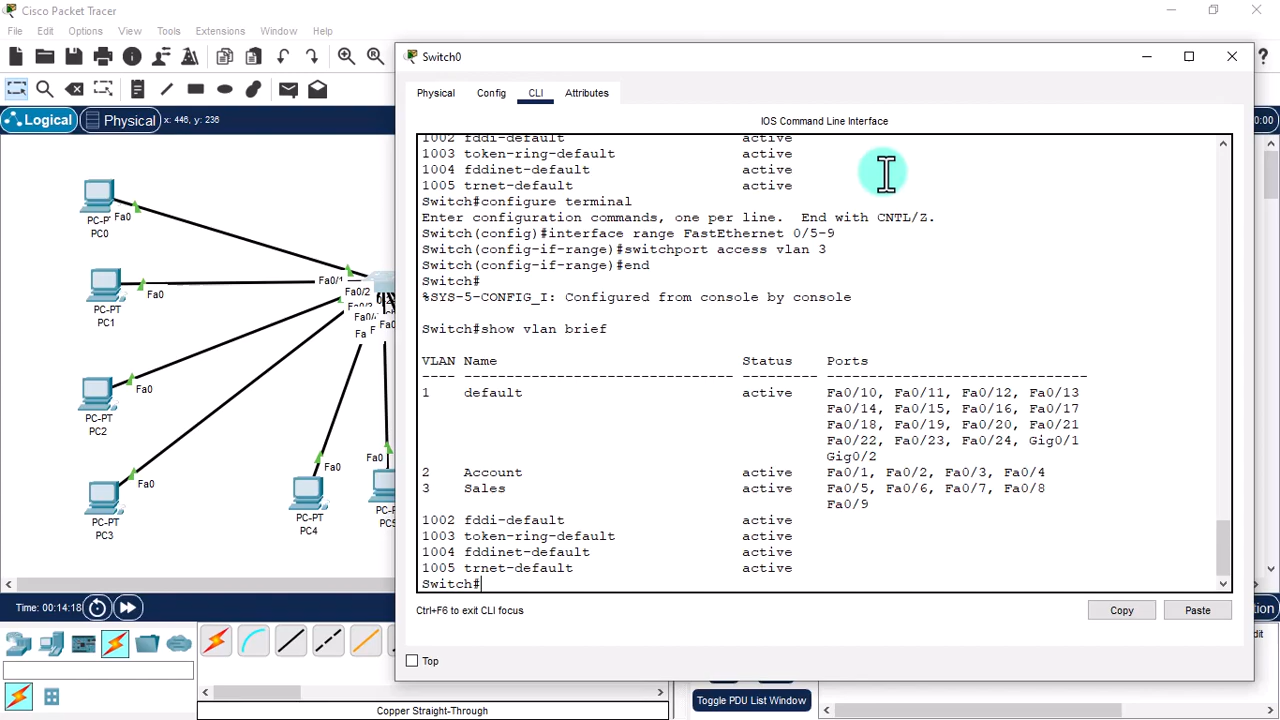 Cisco Packet Tracer
File Edit Options View Tools Extensions Window Help
Logical Physical x: 446, y: 236
Fa0
PC-PT
PC0
Fa0
PC-PT
PC1
Fa0
PC-PT
PC2
Fa0
PC-PT
PC3
Fa0
PC-PT
PC4
Fa0
Fa0/1
Fa0/2
Time: 00:14:18
Copper Straight-Through
Toggle PDU List Window
Switch0
Physical Config CLI Attributes
IOS Command Line Interface
1002 fddi-default active
1003 token-ring-default active
1004 fddinet-default active
1005 trnet-default active
Switch#configure terminal
Enter configuration commands, one per line. End with CNTL/Z.
Switch(config)#interface range FastEthernet 0/5-9
Switch(config-if-range)#switchport access vlan 3
Switch(config-if-range)#end
Switch#
%SYS-5-CONFIG_I: Configured from console by console
Switch#show vlan brief
VLAN Name Status Ports
---- -------------------------------- --------- -------------------------------
1 default active Fa0/10, Fa0/11, Fa0/12, Fa0/13
Fa0/14, Fa0/15, Fa0/16, Fa0/17
Fa0/18, Fa0/19, Fa0/20, Fa0/21
Fa0/22, Fa0/23, Fa0/24, Gig0/1
Gig0/2
2 Account active Fa0/1, Fa0/2, Fa0/3, Fa0/4
3 Sales active Fa0/5, Fa0/6, Fa0/7, Fa0/8
Fa0/9
1002 fddi-default active
1003 token-ring-default active
1004 fddinet-default active
1005 trnet-default active
Switch#
Ctrl+F6 to exit CLI focus
Copy Paste
Top